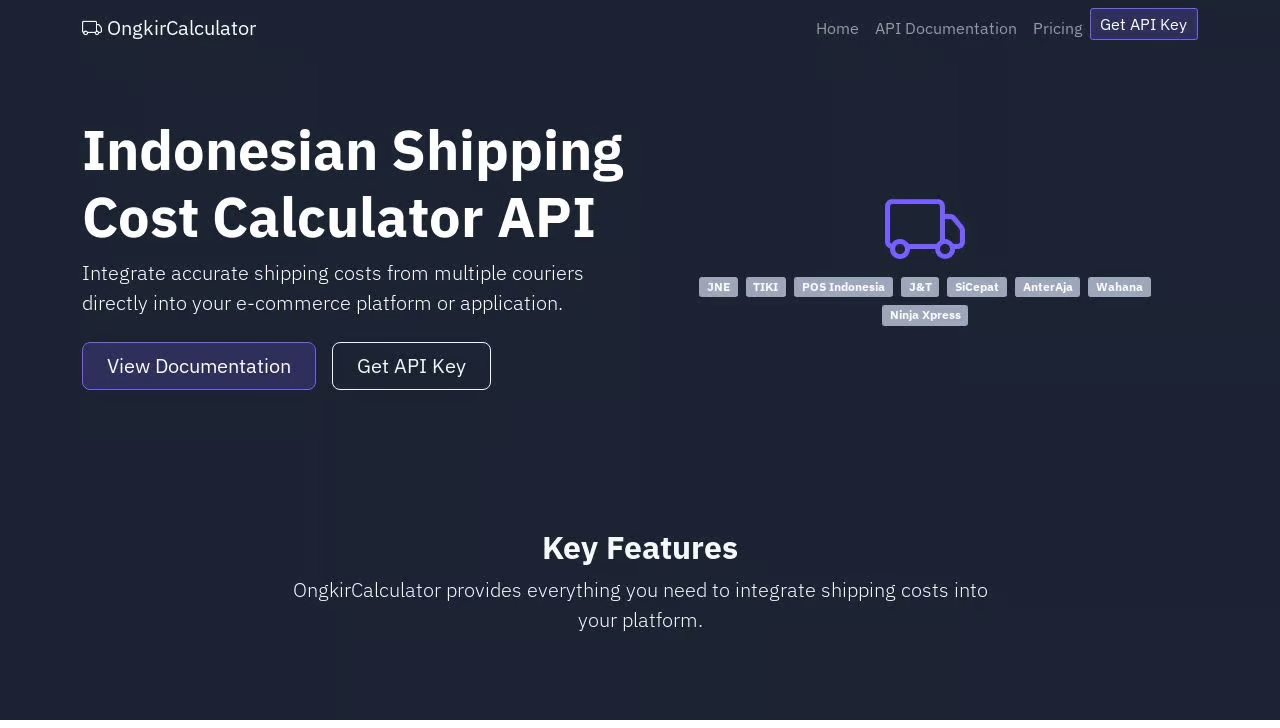 OngkirCalculator
Home
API Documentation
Pricing
Get API Key
Indonesian Shipping
Cost Calculator API
Integrate accurate shipping costs from multiple couriers
directly into your e-commerce platform or application.
View Documentation
Get API Key
JNE
TIKI
POS Indonesia
J&T
SiCepat
AnterAja
Wahana
Ninja Xpress
Key Features
OngkirCalculator provides everything you need to integrate shipping costs into
your platform.